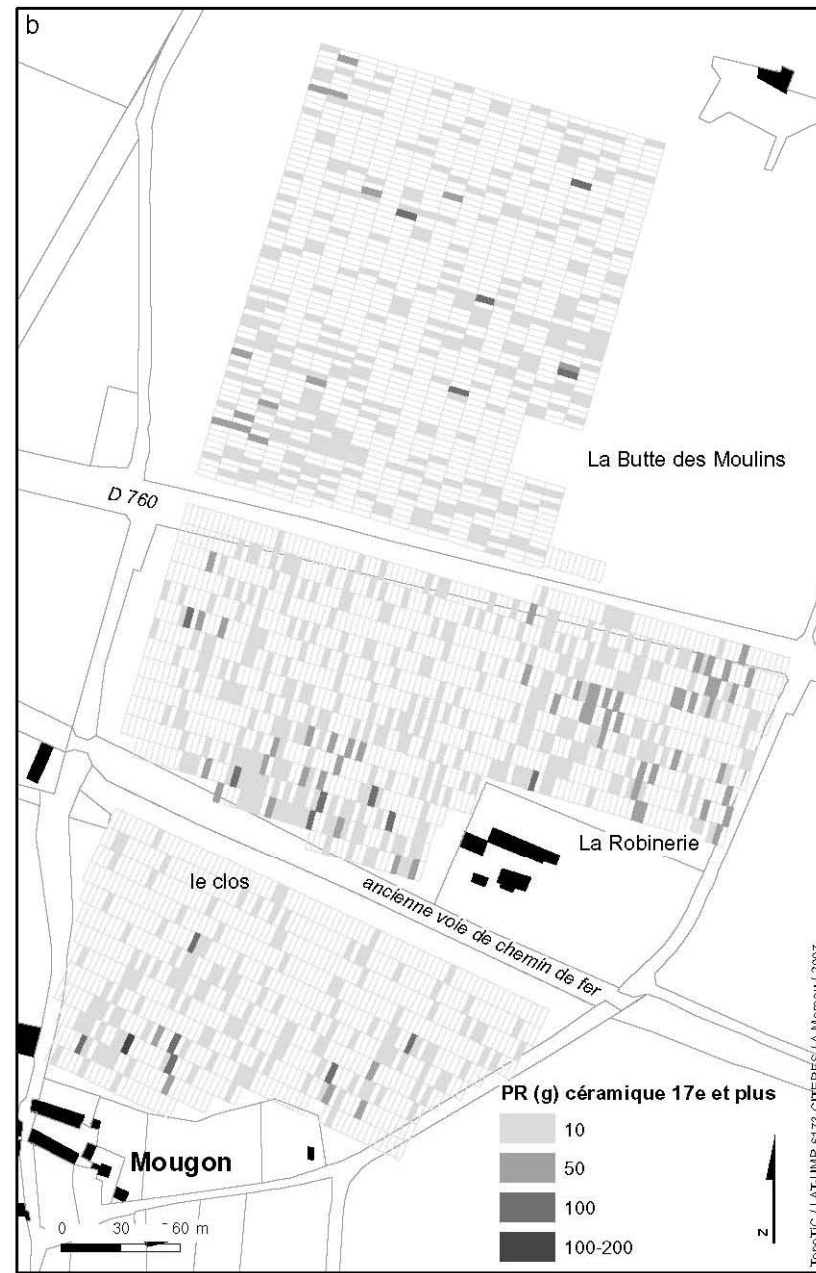 b
La Butte des Moulins
D 760
La Robinerie
le clos
ancienne voie de chemin de fer
Mougon
PR (g) céramique 17e et plus
10
50
100
100-200
0 30 60 m
N